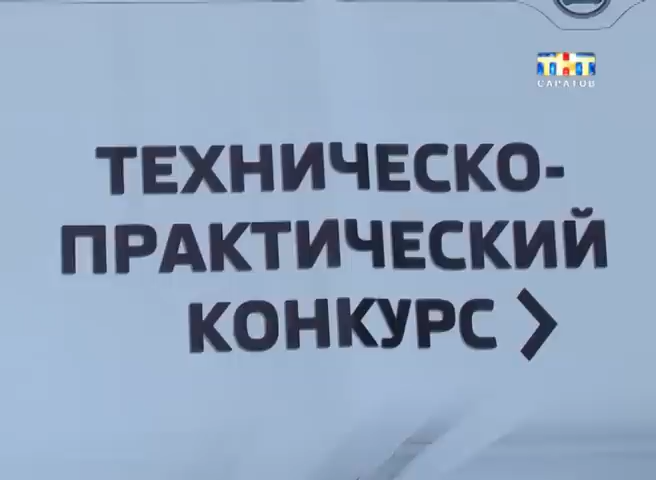 ТНТ
САРАТОВ
ТЕХНИЧЕСКО-
ПРАКТИЧЕСКИЙ
КОНКУРС